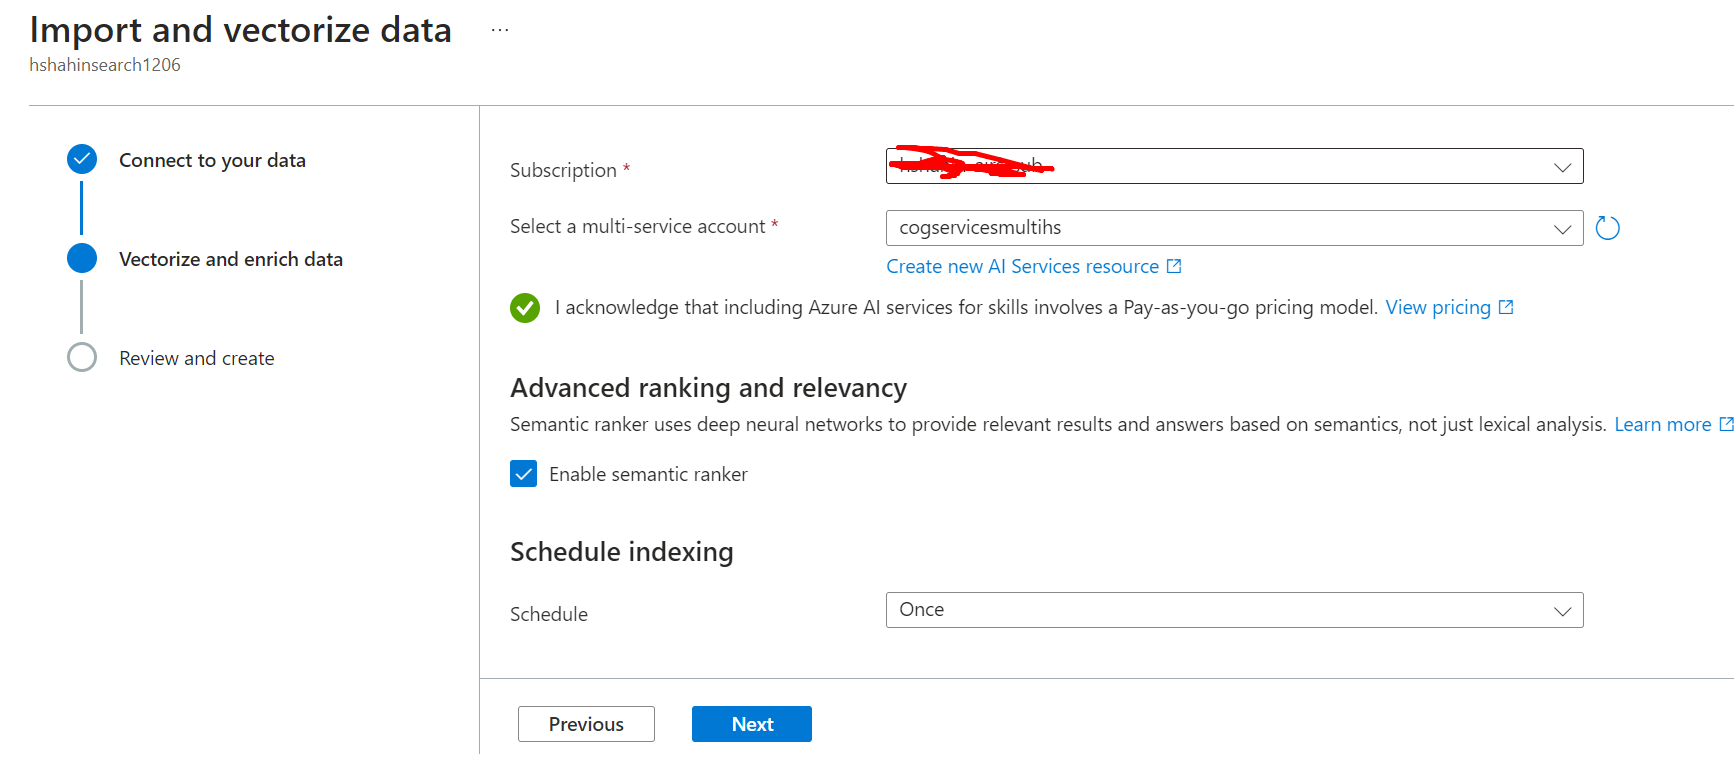 Import and vectorize data ...
hshahinsearch1206
Connect to your data
Vectorize and enrich data
Review and create
Subscription *
Select a multi-service account * cogservicesmultihs
Create new AI Services resource
I acknowledge that including Azure AI services for skills involves a Pay-as-you-go pricing model. View pricing
Advanced ranking and relevancy
Semantic ranker uses deep neural networks to provide relevant results and answers based on semantics, not just lexical analysis. Learn more
Enable semantic ranker
Schedule indexing
Schedule Once
Previous Next